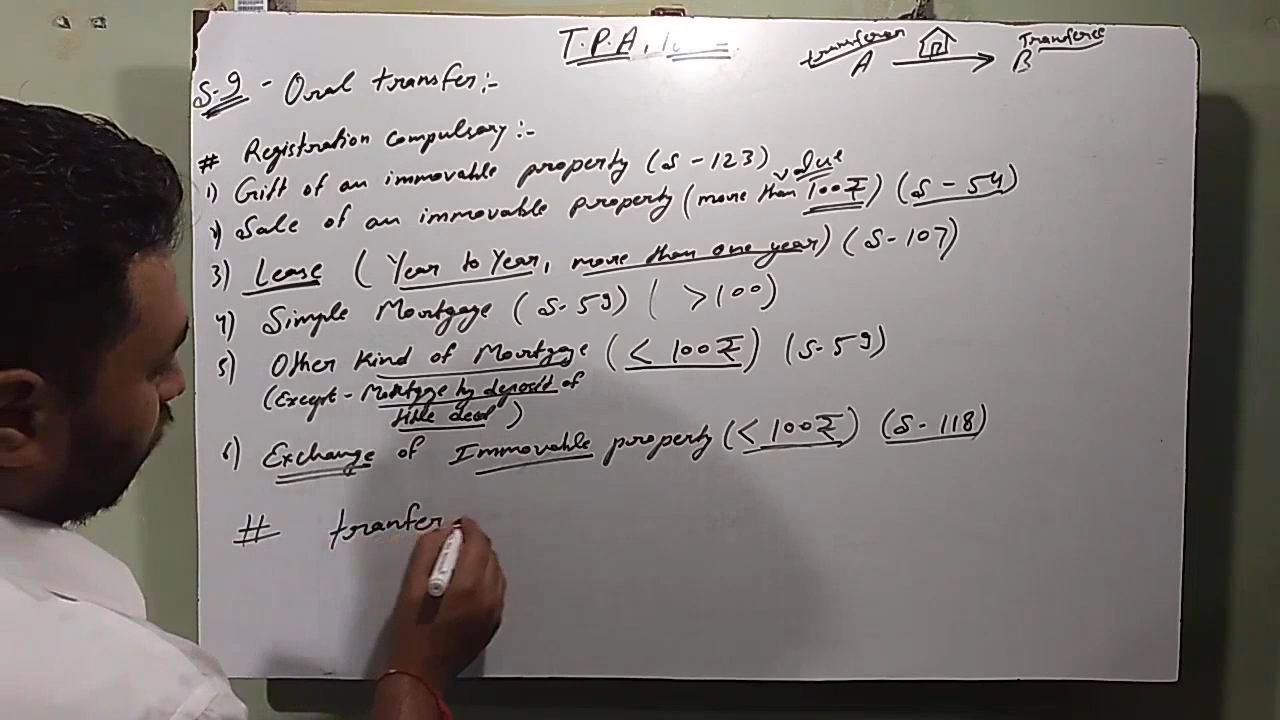 T.P.A.
transferor A → B Tranferee
S-9 - Oral transfer:-
# Registration compulsary:-
1) Gift of an immovable property (S-123)
value
2) Sale of an immovable property (more than 100₹) (S-54)
3) Lease (Year to Year, more than one year) (S-107)
4) Simple Mortgage (S-59) ( >100)
5) Other Kind of Mortgage (< 100₹) (S-59)
(Except - Mortgage by deposit of
title deed)
6) Exchange of Immovable property (< 100₹) (S-118)
# tranfer